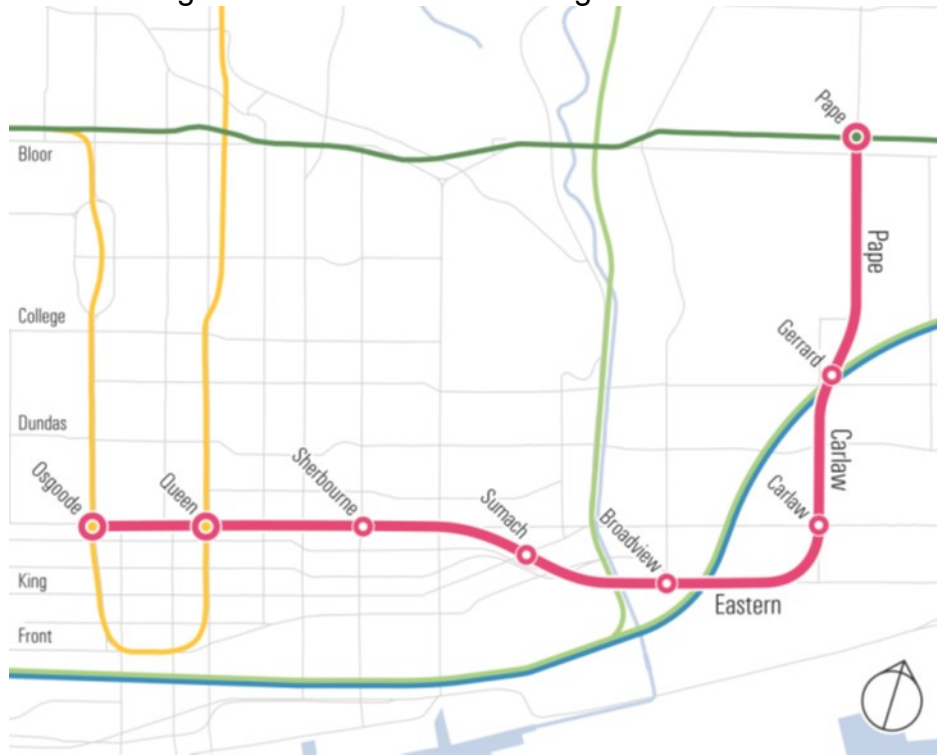 Pape
Bloor
Pape
College
Gerrard
Dundas
Carlaw
Osgoode
Queen
Sherbourne
Sumach
Broadview
Carlaw
King
Eastern
Front